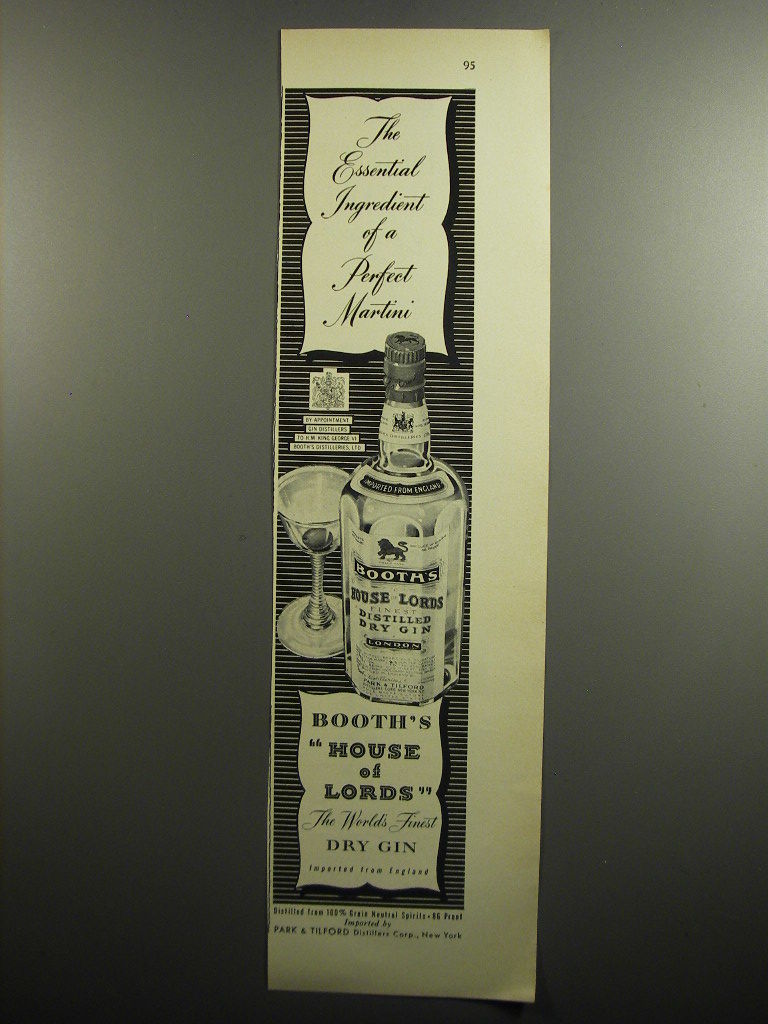 95
The
Essential
Ingredient
of a
Perfect
Martini
BY APPOINTMENT
GIN DISTILLERS
TO H.M. KING GEORGE VI
BOOTH'S DISTILLERIES, LTD
IMPORTED FROM ENGLAND
BOOTH'S
HOUSE LORDS
FINEST
DISTILLED
DRY GIN
LONDON
PARK & TILFORD
BOOTH'S
"HOUSE
of
LORDS"
The World's Finest
DRY GIN
Imported from England
Distilled from 100% Grain Neutral Spirits • 86 Proof
Imported by
PARK & TILFORD Distillers Corp., New York